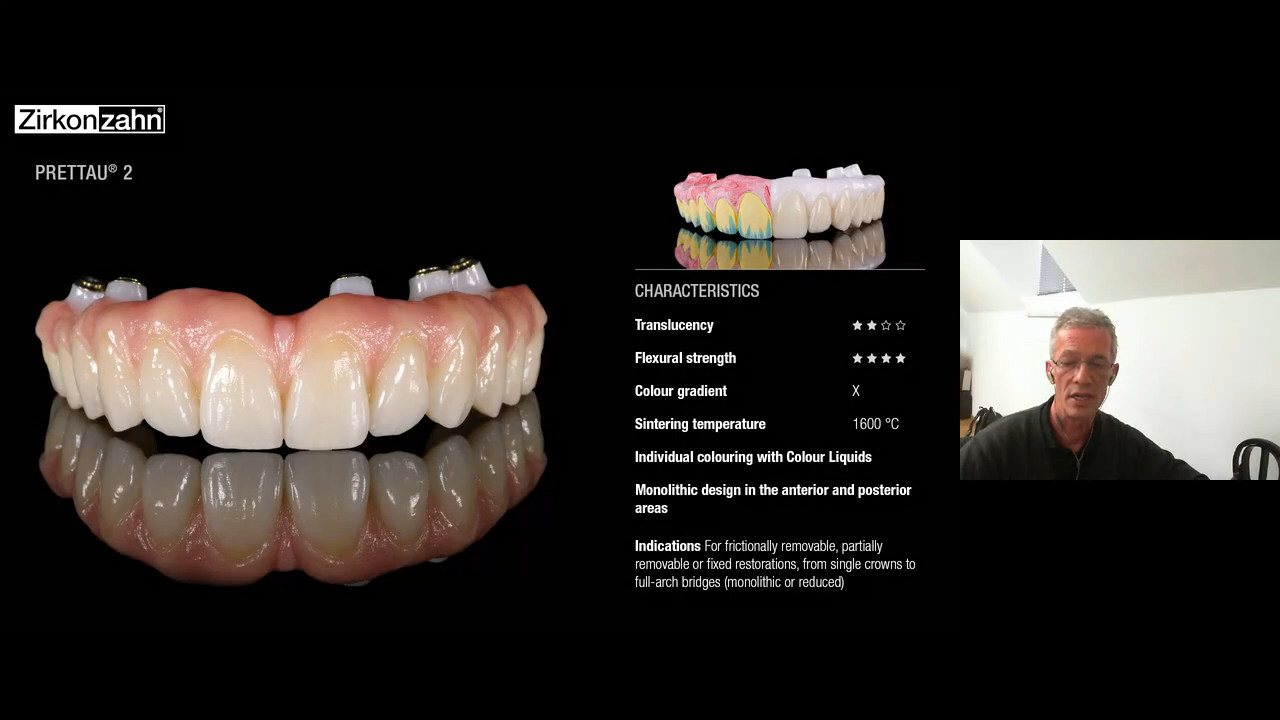 Zirkonzahn®
PRETTAU® 2
CHARACTERISTICS
Translucency ★★☆☆
Flexural strength ★★★★
Colour gradient X
Sintering temperature 1600 °C
Individual colouring with Colour Liquids
Monolithic design in the anterior and posterior
areas
Indications For frictionally removable, partially
removable or fixed restorations, from single crowns to
full-arch bridges (monolithic or reduced)